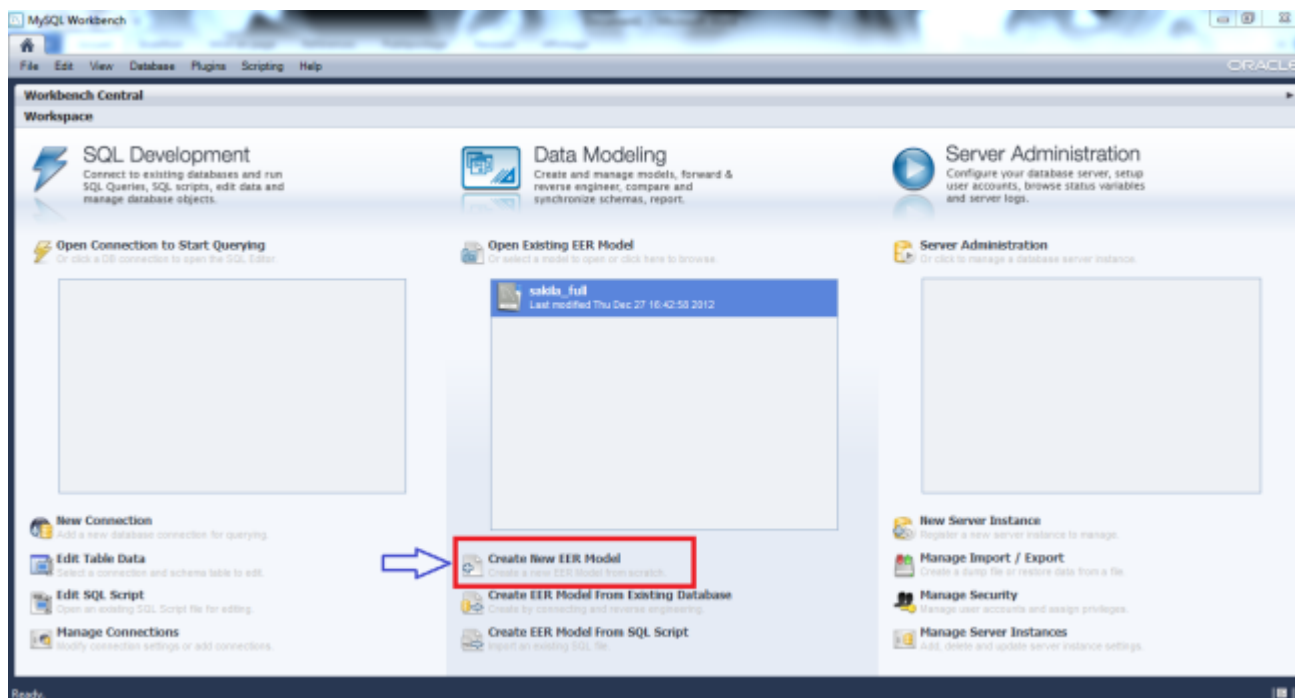 MySQL Workbench
File Edit View Database Plugins Scripting Help
ORACLE
Workbench Central
Workspace
SQL Development
Connect to existing databases and run
SQL Queries, SQL scripts, edit data and
manage database objects.
Open Connection to Start Querying
Or click a DB connection to open the SQL Editor.
New Connection
Add a new database connection for querying.
Edit Table Data
Select a connection and schema table to edit.
Edit SQL Script
Open an existing SQL Script file for editing.
Manage Connections
Modify connection settings or add connections.
Data Modeling
Create and manage models, forward &
reverse engineer, compare and
synchronize schemas, report.
Open Existing EER Model
Or select a model to open or click here to browse.
sakila_full
Last modified Thu Dec 27 16:42:58 2012
Create New EER Model
Create a new EER Model from scratch.
Create EER Model From Existing Database
Create by connecting and reverse engineering.
Create EER Model From SQL Script
Import an existing SQL file.
Server Administration
Configure your database server, setup
user accounts, browse status variables
and server logs.
Server Administration
Or click to manage a database server instance.
New Server Instance
Register a new server instance to manage.
Manage Import / Export
Create a dump file or restore data from a file.
Manage Security
Manage user accounts and assign privileges.
Manage Server Instances
Add, delete and update server instance settings.
Ready.